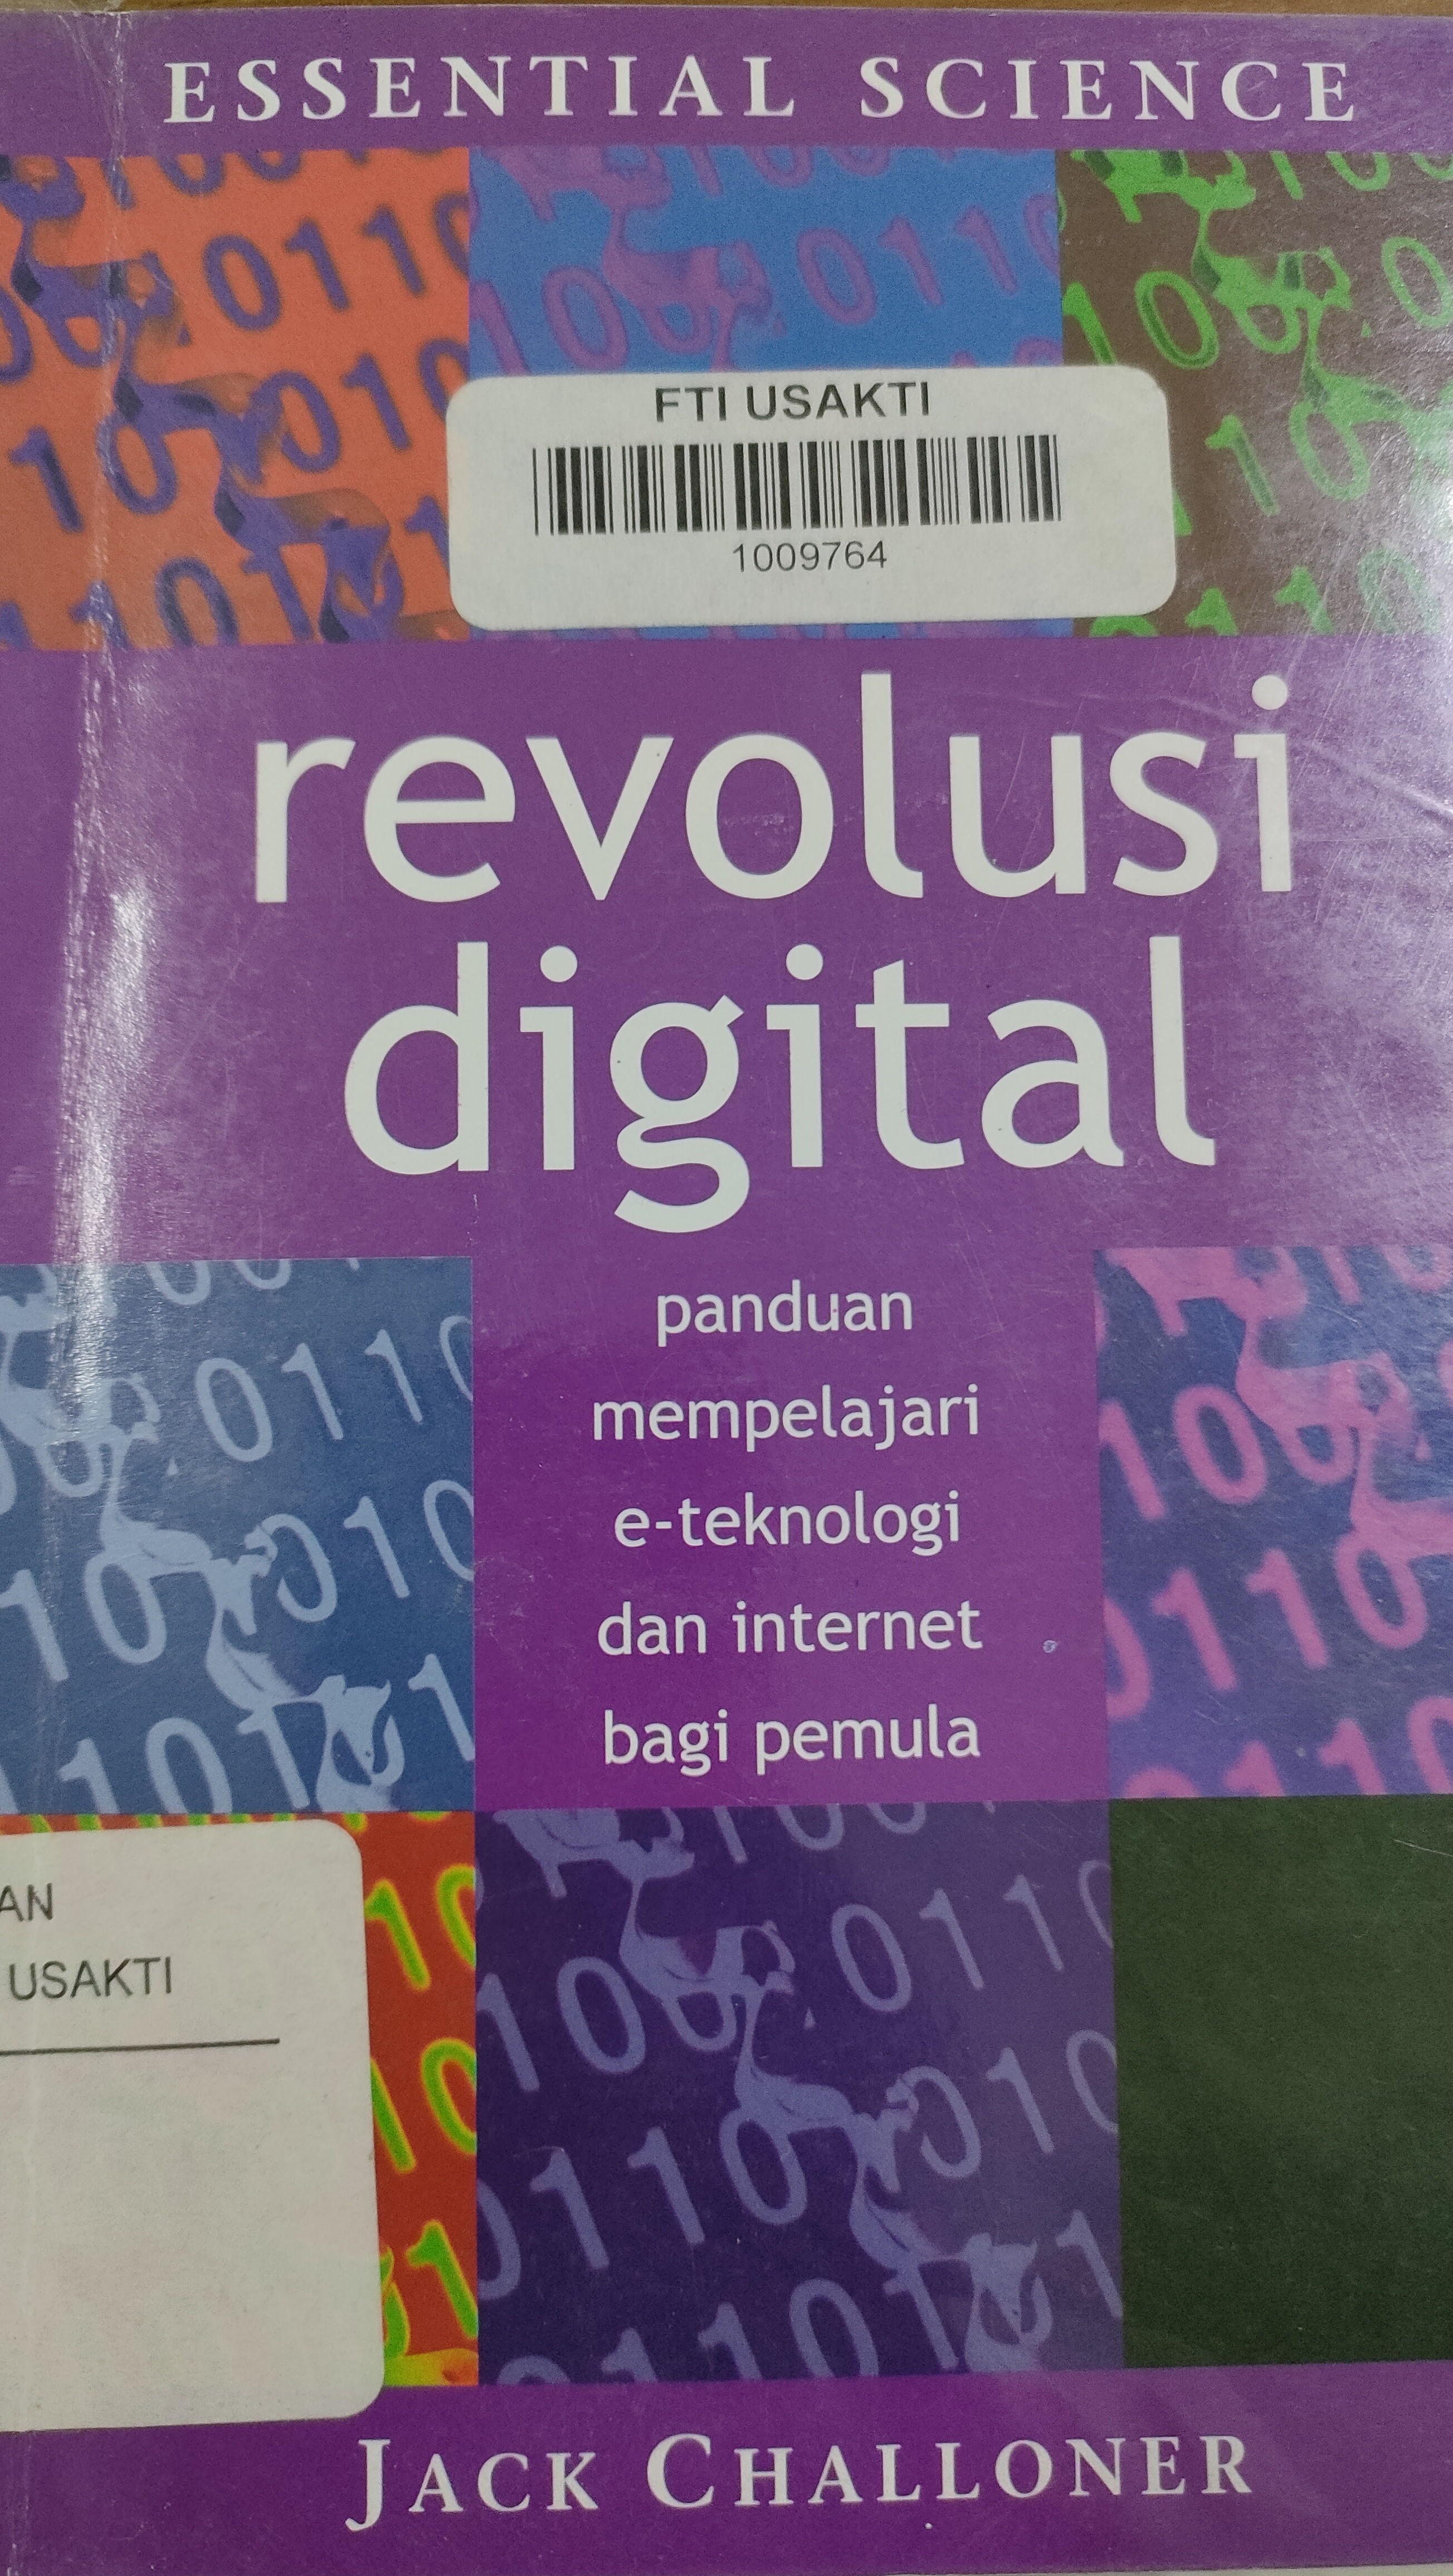 ESSENTIAL SCIENCE
FTI USAKTI
1009764
revolusi
digital
panduan
mempelajari
e-teknologi
dan internet
bagi pemula
AN
USAKTI
JACK CHALLONER